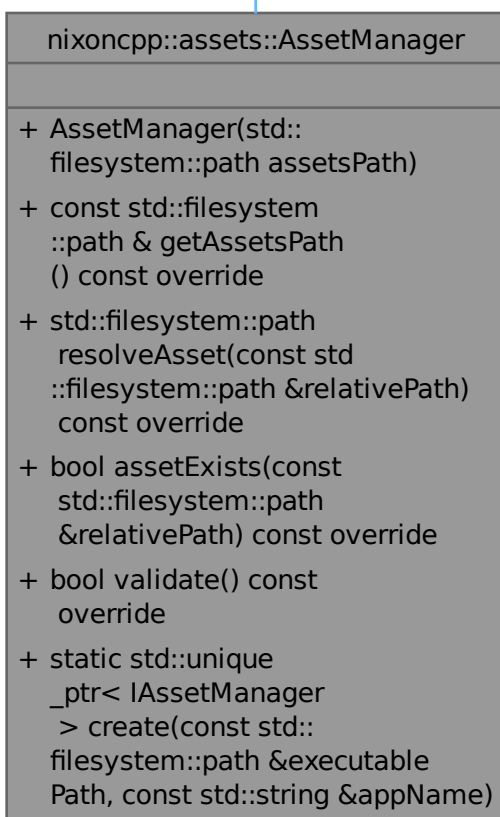 nixoncpp::assets::AssetManager
+ AssetManager(std::
filesystem::path assetsPath)
+ const std::filesystem
::path & getAssetsPath
() const override
+ std::filesystem::path
resolveAsset(const std
::filesystem::path &relativePath)
const override
+ bool assetExists(const
std::filesystem::path
&relativePath) const override
+ bool validate() const
override
+ static std::unique
_ptr< IAssetManager
> create(const std::
filesystem::path &executable
Path, const std::string &appName)